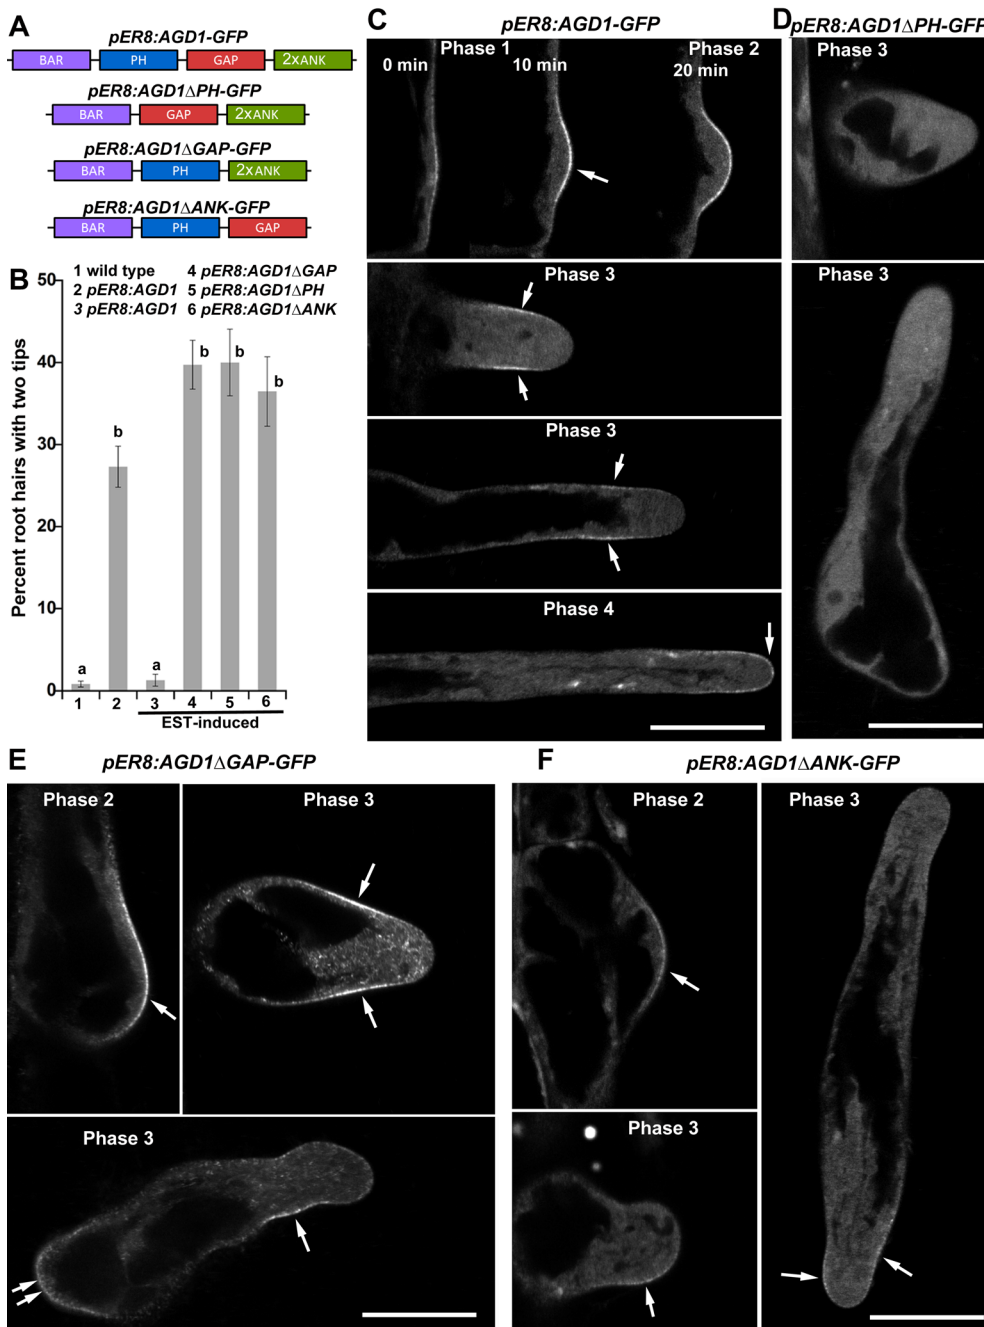 A
pER8:AGD1-GFP
BAR PH GAP 2xANK
pER8:AGD1ΔPH-GFP
BAR GAP 2xANK
pER8:AGD1ΔGAP-GFP
BAR PH 2xANK
pER8:AGD1ΔANK-GFP
BAR PH GAP
B
1 wild type 4 pER8:AGD1ΔGAP
2 pER8:AGD1 5 pER8:AGD1ΔPH
3 pER8:AGD1 6 pER8:AGD1ΔANK
Percent root hairs with two tips
50
40
30
20
10
0
a b a b b b
1 2 3 4 5 6
EST-induced
C
pER8:AGD1-GFP
Phase 1 Phase 2
0 min 10 min 20 min
Phase 3
Phase 3
Phase 4
D
pER8:AGD1ΔPH-GFP
Phase 3
Phase 3
E
pER8:AGD1ΔGAP-GFP
Phase 2
Phase 3
Phase 3
F
pER8:AGD1ΔANK-GFP
Phase 2
Phase 3
Phase 3